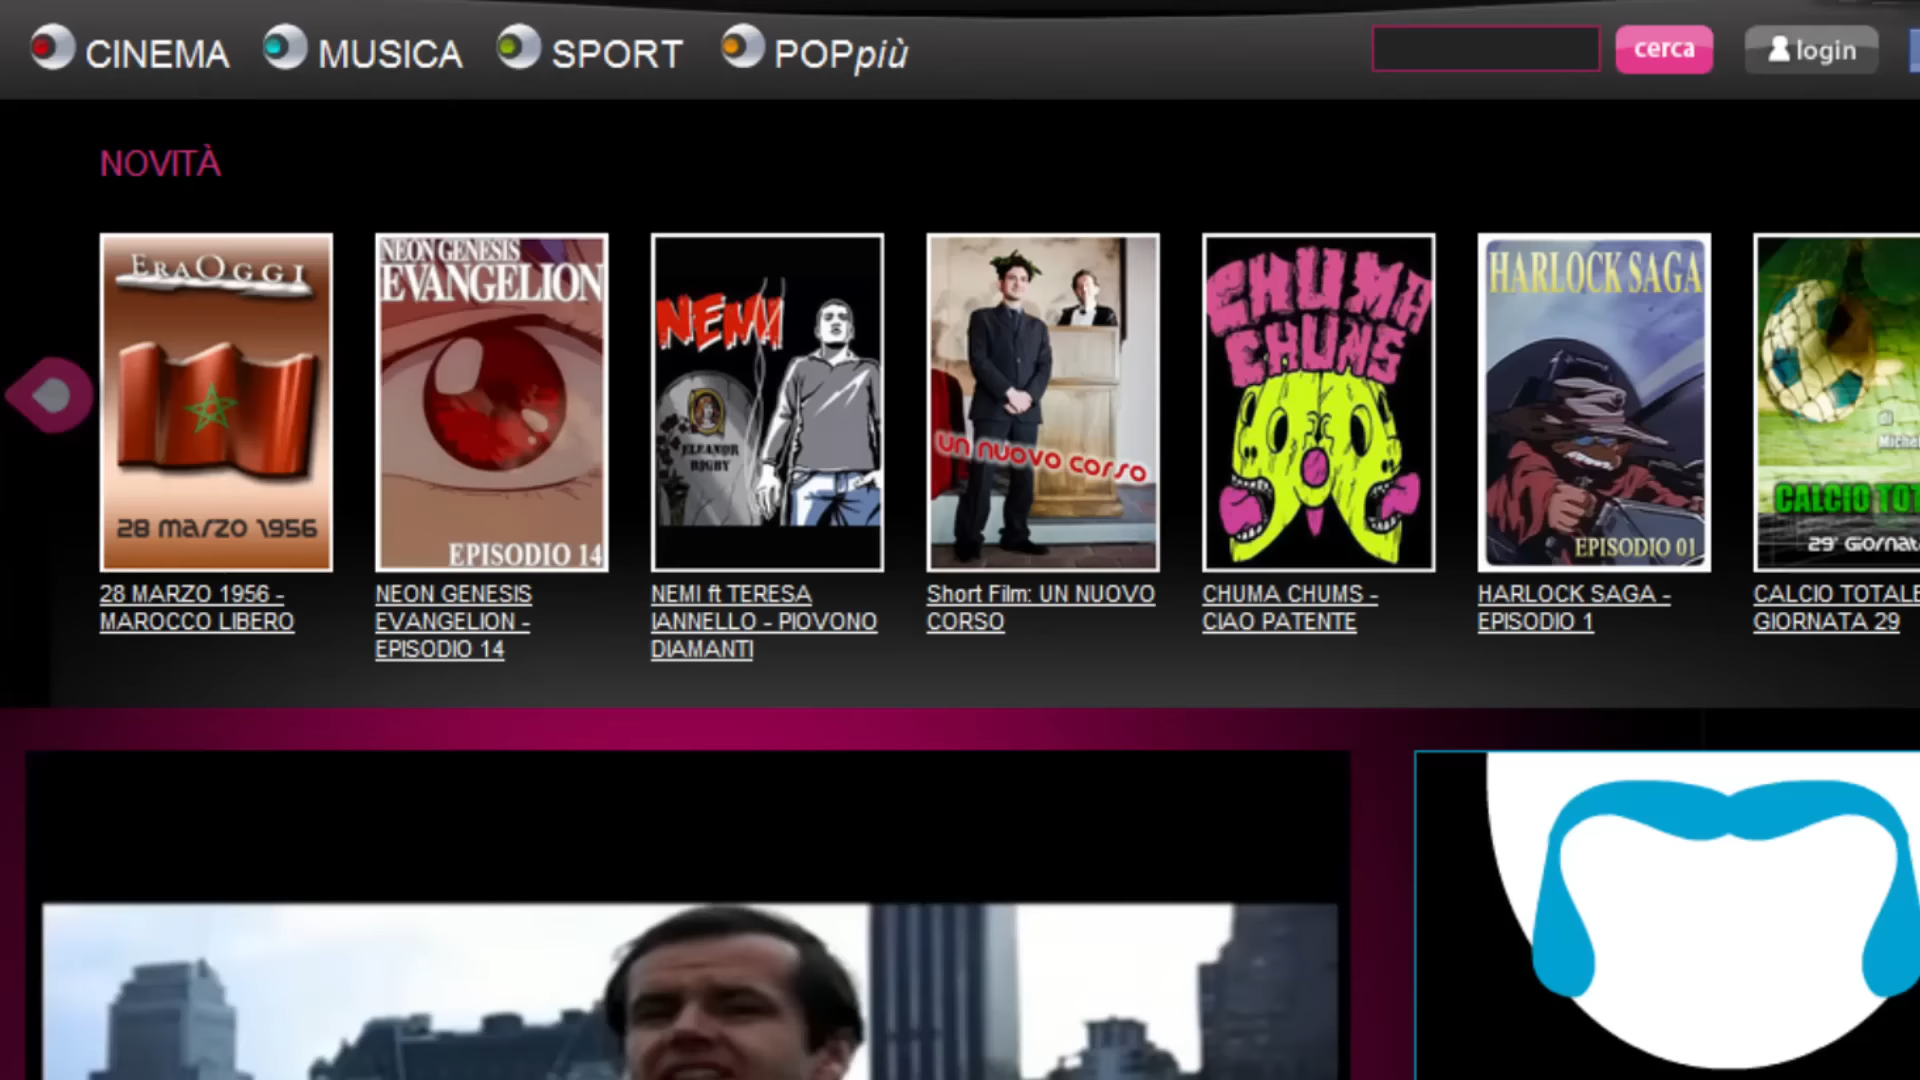 CINEMA MUSICA SPORT POPpiù cerca login
NOVITÀ
ERAOGGI
28 MARZO 1956
NEON GENESIS
EVANGELION
EPISODIO 14
NEMI
ELEANOR
RIGBY
un nuovo corso
CHUMA
CHUMS
HARLOCK SAGA
EPISODIO 01
di
CALCIO TOT
28 MARZO 1956 -
MAROCCO LIBERO
NEON GENESIS
EVANGELION -
EPISODIO 14
NEMI ft TERESA
IANNELLO - PIOVONO
DIAMANTI
Short Film: UN NUOVO
CORSO
CHUMA CHUMS -
CIAO PATENTE
HARLOCK SAGA -
EPISODIO 1
CALCIO TOTALE
GIORNATA 29